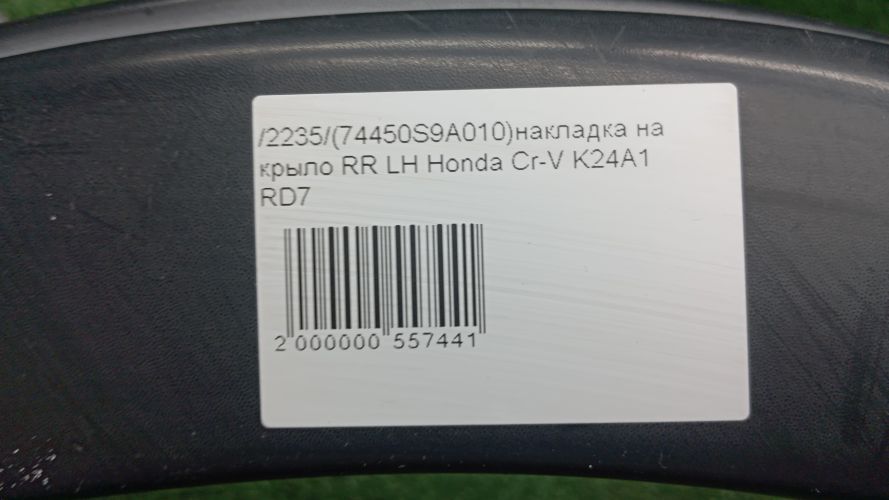 /2235/(74450S9A010)накладка на
крыло RR LH Honda Cr-V K24A1
RD7
2 000000 557441